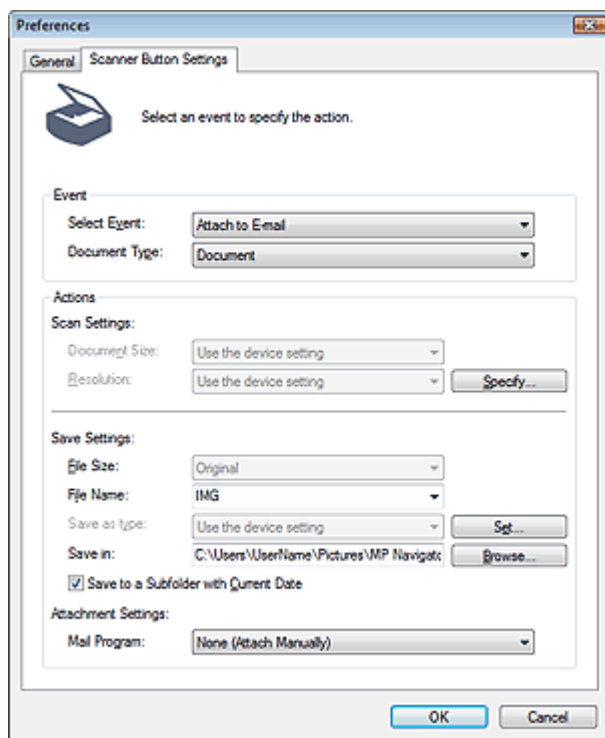 Preferences
General Scanner Button Settings
Select an event to specify the action.
Event
Select Event: Attach to E-mail
Document Type: Document
Actions
Scan Settings:
Document Size: Use the device setting
Resolution: Use the device setting Specify...
Save Settings:
File Size: Original
File Name: IMG
Save as type: Use the device setting Set...
Save in: C:\Users\UserName\Pictures\MP Navigato Browse...
Save to a Subfolder with Current Date
Attachment Settings:
Mail Program: None (Attach Manually)
OK Cancel